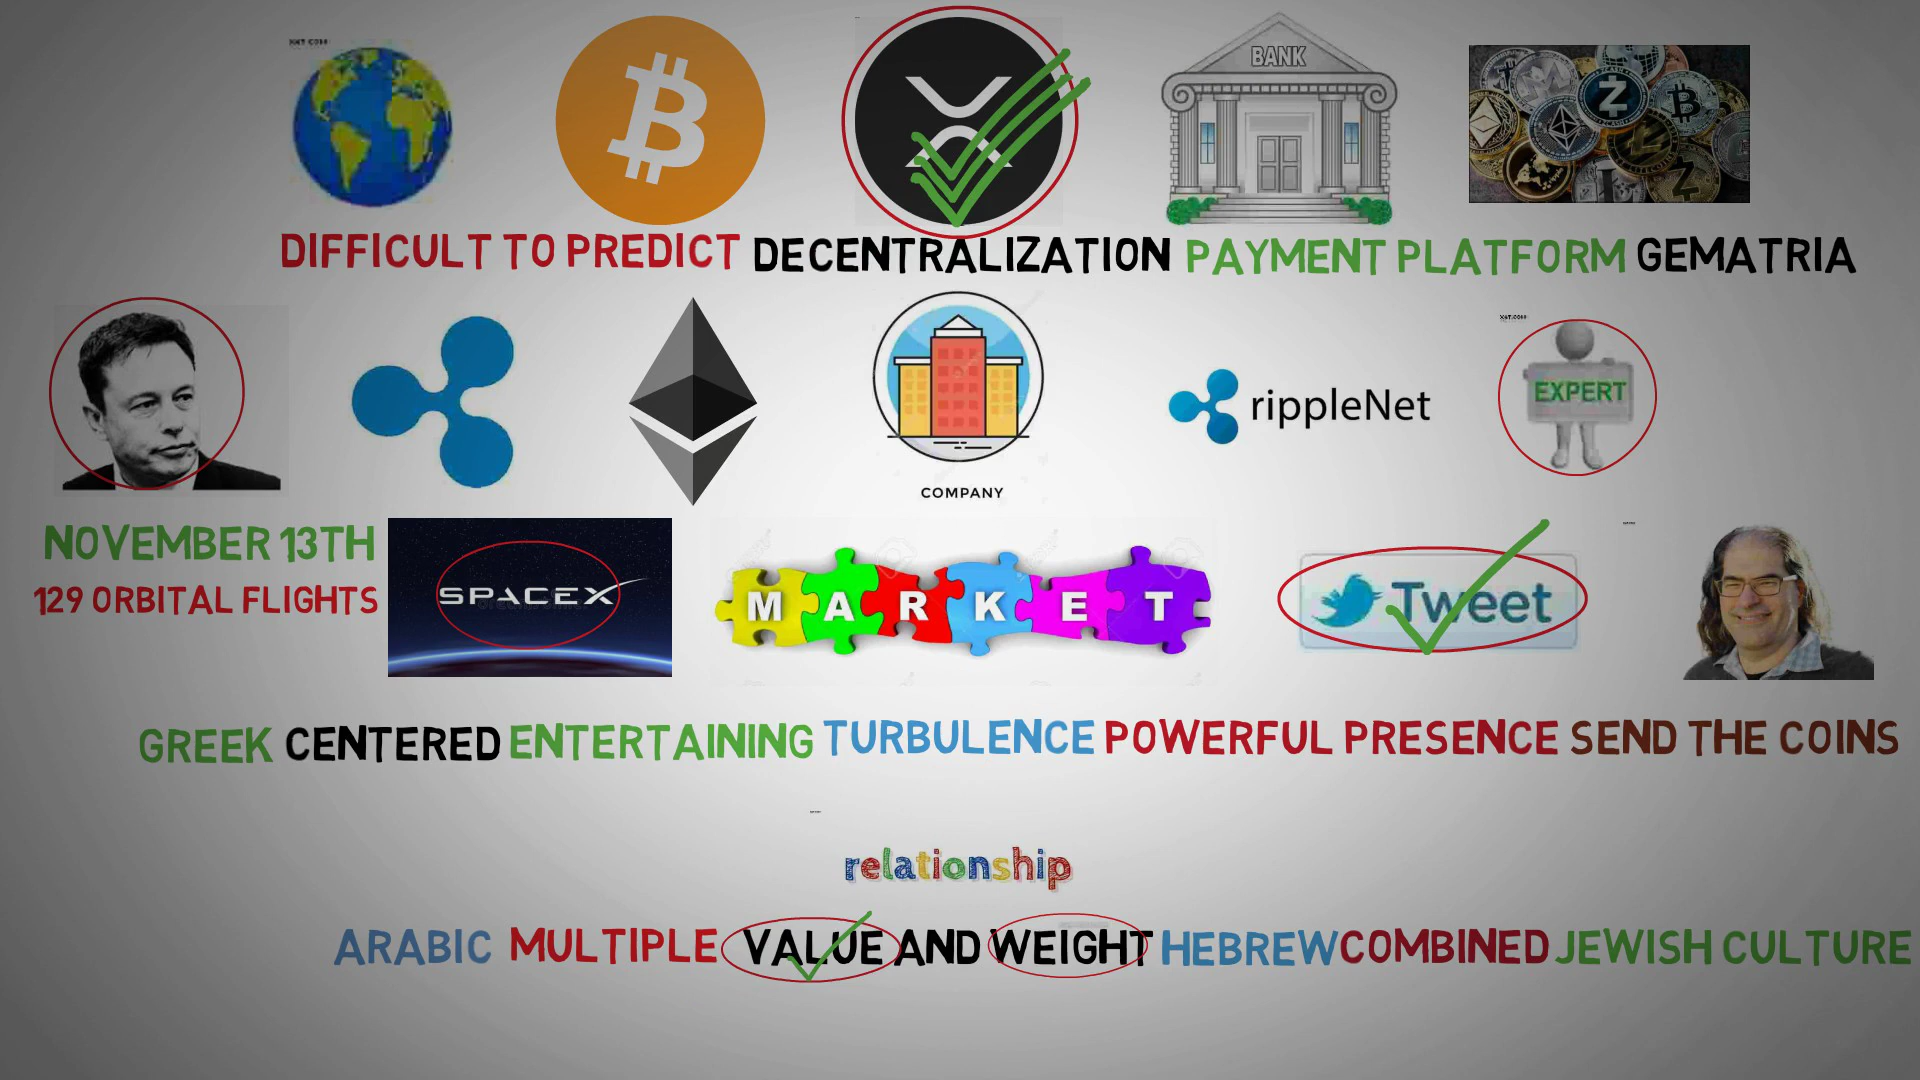 BANK
DIFFICULT TO PREDICT DECENTRALIZATION PAYMENT PLATFORM GEMATRIA
EXPERT
rippleNet
COMPANY
NOVEMBER 13TH
129 ORBITAL FLIGHTS
SPACEX
MARKET
Tweet
GREEK CENTERED ENTERTAINING TURBULENCE POWERFUL PRESENCE SEND THE COINS
relationship
ARABIC MULTIPLE VALUE AND WEIGHT HEBREW COMBINED JEWISH CULTURE